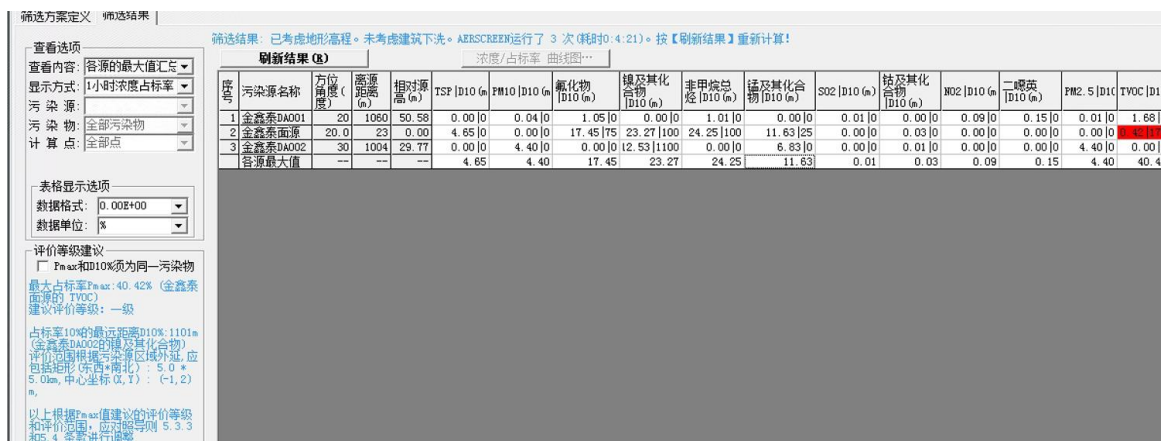 筛选方案定义 筛选结果
筛选结果: 已考虑地形高程。未考虑建筑下洗。AERSCREEN运行了 3 次(耗时0:4:21)。按【刷新结果】重新计算!
查看选项
查看内容: 各源的最大值汇总
显示方式: 1小时浓度占标率
污 染 源:
污 染 物: 全部污染物
计 算 点: 全部点
表格显示选项
数据格式: 0.00E+00
数据单位: %
评价等级建议
Pmax和D10%须为同一污染物
最大占标率Pmax:40.42% (金鑫泰
面源的 TVOC)
建议评价等级: 一级
占标率10%的最远距离D10%:1101m
(金鑫泰DA002的镍及其化合物)
评价范围根据污染源区域外延,应
包括矩形(东西*南北): 5.0 *
5.0km,中心坐标(X,Y): (-1,2)
m,
以上根据Pmax值建议的评价等级
和评价范围,应对照导则 5.3.3
和5.4 条款进行调整
刷新结果(R) 浓度/占标率 曲线图…
序号 污染源名称 方位角度(度) 离源距离(m) 相对源高(m) TSP|D10(m PM10|D10(m 氟化物|D10(m) 镍及其化合物|D10(m) 非甲烷总烃|D10(m) 锰及其化合物|D10(m) SO2|D10(m) 钴及其化合物|D10(m) NO2|D10(m 二噁英|D10(m) PM2.5|D1( TVOC|D1
1 金鑫泰DA001 20 1060 50.58 0.00|0 0.04|0 1.05|0 0.00|0 1.01|0 0.00|0 0.01|0 0.00|0 0.09|0 0.15|0 0.01|0 1.68|
2 金鑫泰面源 20.0 23 0.00 4.65|0 0.00|0 17.45|75 23.27|100 24.25|100 11.63|25 0.00|0 0.03|0 0.00|0 0.00|0 0.00|0 0.42|17
3 金鑫泰DA002 30 1004 29.77 0.00|0 4.40|0 0.00|0 12.53|1100 0.00|0 6.83|0 0.00|0 0.01|0 0.00|0 0.00|0 4.40|0 0.00|
各源最大值 -- -- -- 4.65 4.40 17.45 23.27 24.25 11.63 0.01 0.03 0.09 0.15 4.40 40.4